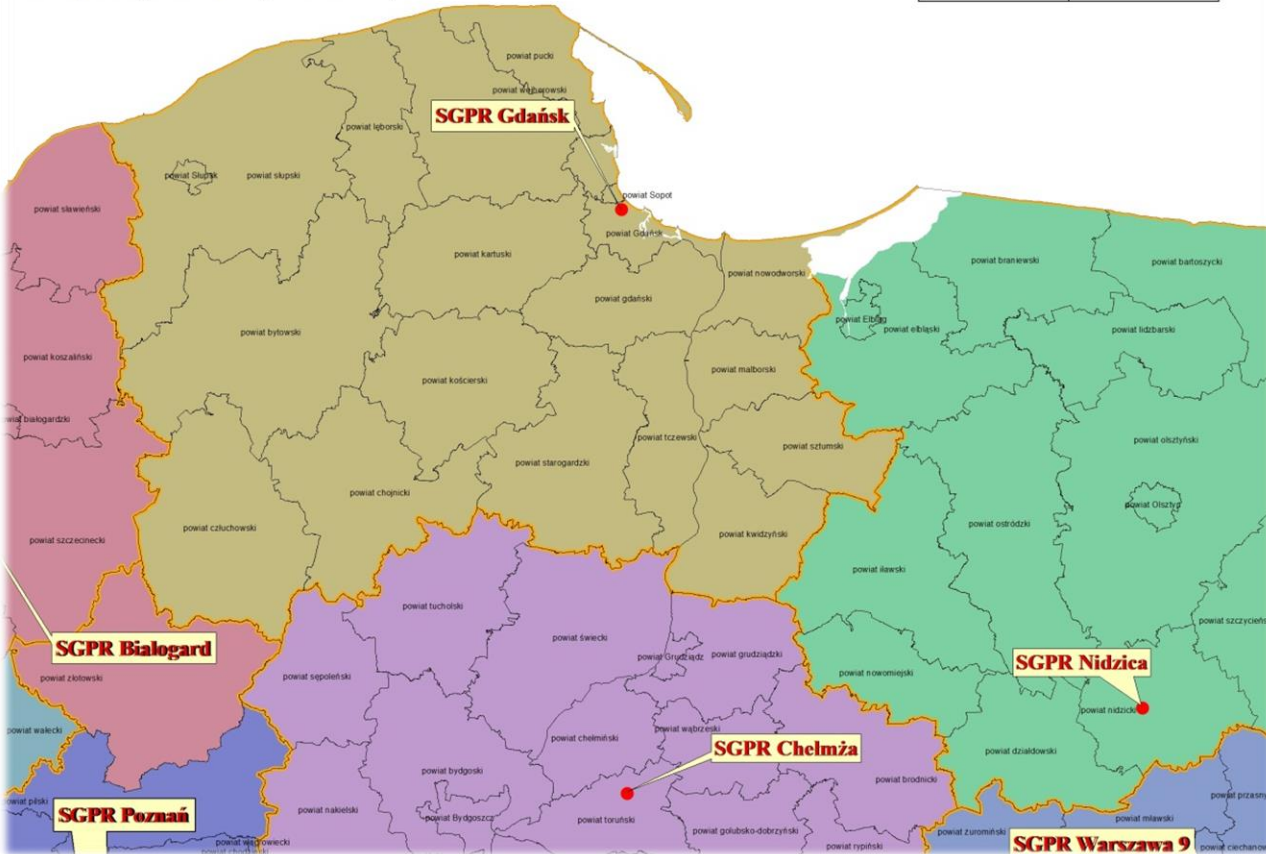 powiat pucki
powiat wejherowski
SGPR Gdańsk
powiat lęborski
powiat Słupsk
powiat słupski
powiat Sopot
powiat sławieński
powiat Gdańsk
powiat kartuski
powiat nowodworski
powiat braniewski
powiat bartoszycki
powiat gdański
powiat Elbląg
powiat elbląski
powiat lidzbarski
powiat bytowski
powiat koszaliński
powiat malborski
powiat kościerski
powiat białogardzki
powiat tczewski
powiat sztumski
powiat olsztyński
powiat starogardzki
powiat chojnicki
powiat Olsztyn
powiat człuchowski
powiat ostródzki
powiat szczecinecki
powiat kwidzyński
powiat iławski
powiat tucholski
powiat szczycień
powiat świecki
SGPR Białogard
powiat Grudziądz
powiat grudziądzki
SGPR Nidzica
powiat złotowski
powiat sępoleński
powiat nowomiejski
powiat nidzicki
powiat wałecki
powiat chełmiński
powiat wąbrzeski
SGPR Chełmża
powiat działdowski
powiat bydgoski
powiat brodnicki
powiat pilski
powiat nakielski
powiat przasny
SGPR Poznań
powiat Bydgoszcz
powiat toruński
powiat golubsko-dobrzyński
powiat żuromiński
powiat mławski
powiat wągrowiecki
powiat rypiński
SGPR Warszawa 9
powiat ciechanow